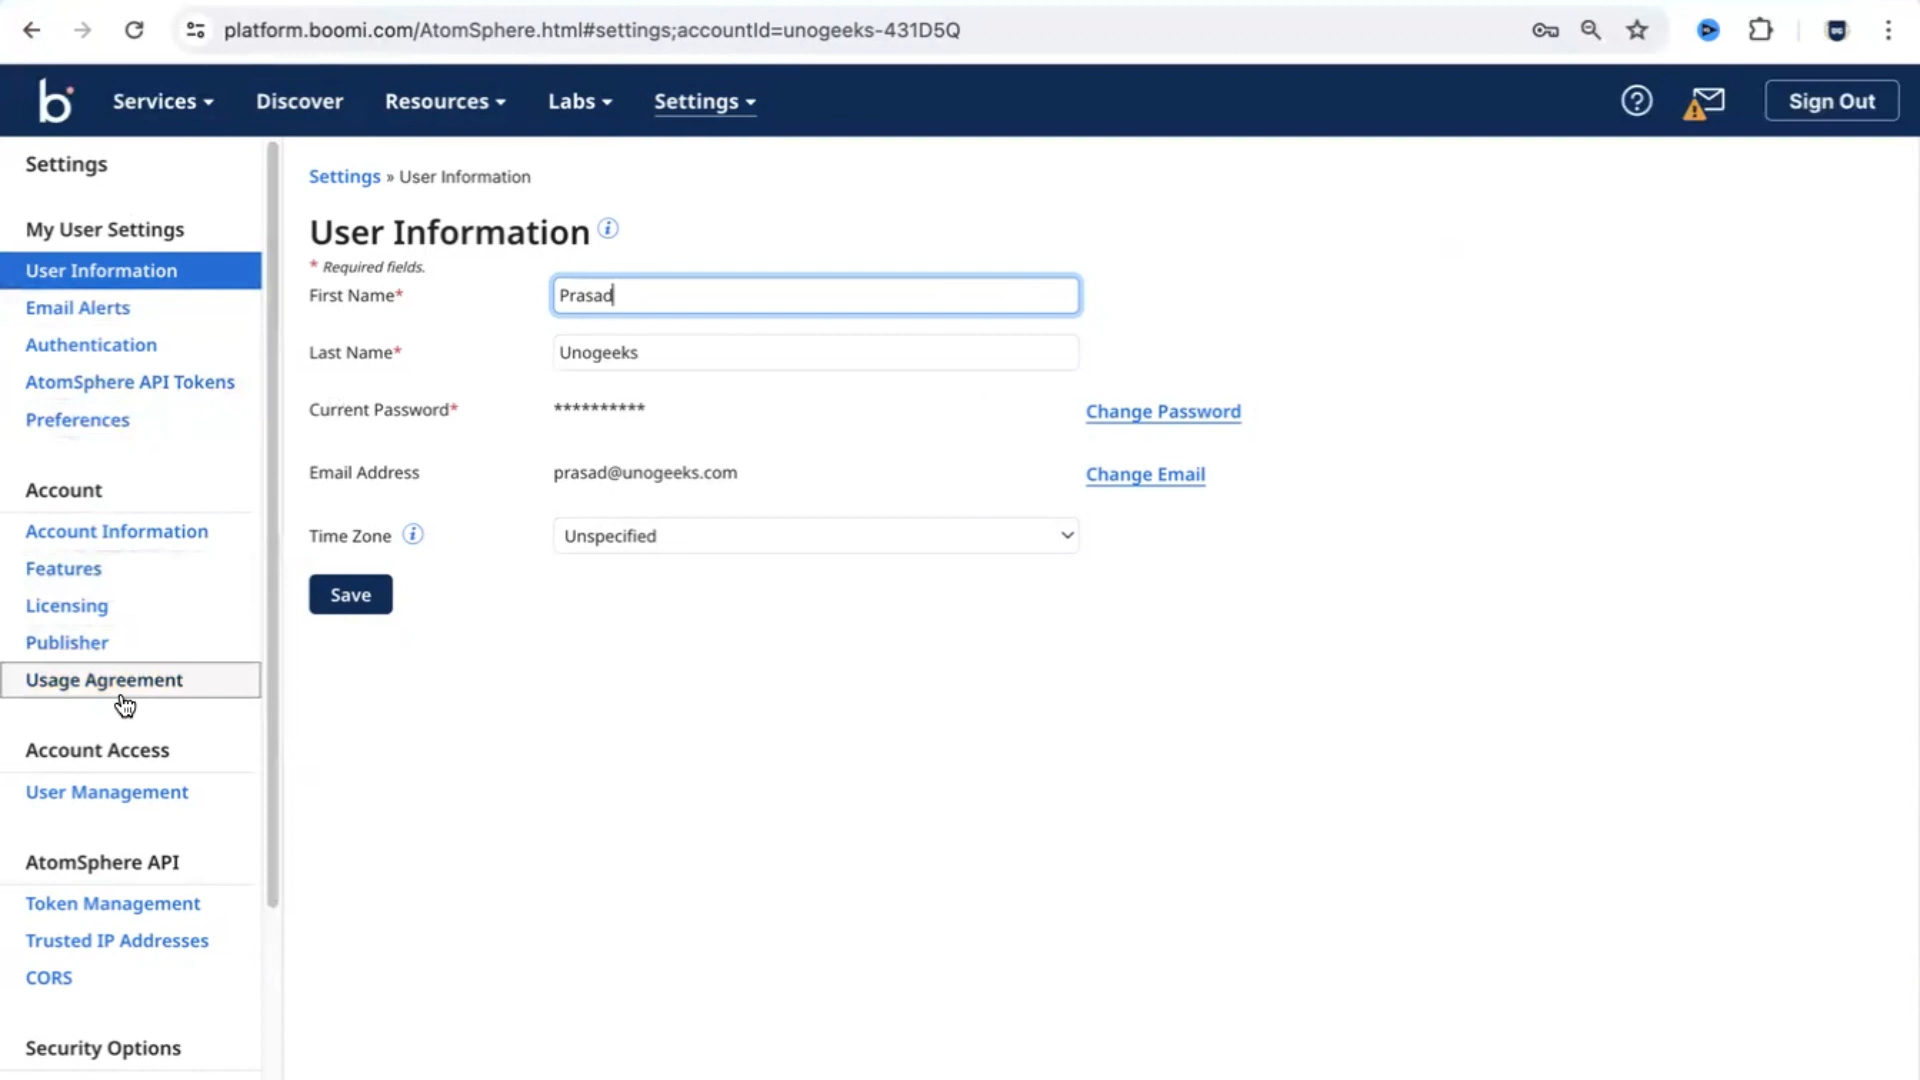 platform.boomi.com/AtomSphere.html#settings;accountId=unogeeks-431D5Q
b Services Discover Resources Labs Settings Sign Out
Settings
My User Settings
User Information
Email Alerts
Authentication
AtomSphere API Tokens
Preferences
Account
Account Information
Features
Licensing
Publisher
Usage Agreement
Account Access
User Management
AtomSphere API
Token Management
Trusted IP Addresses
CORS
Security Options
Settings » User Information
User Information
* Required fields.
First Name* Prasad
Last Name* Unogeeks
Current Password* ********** Change Password
Email Address prasad@unogeeks.com Change Email
Time Zone Unspecified
Save